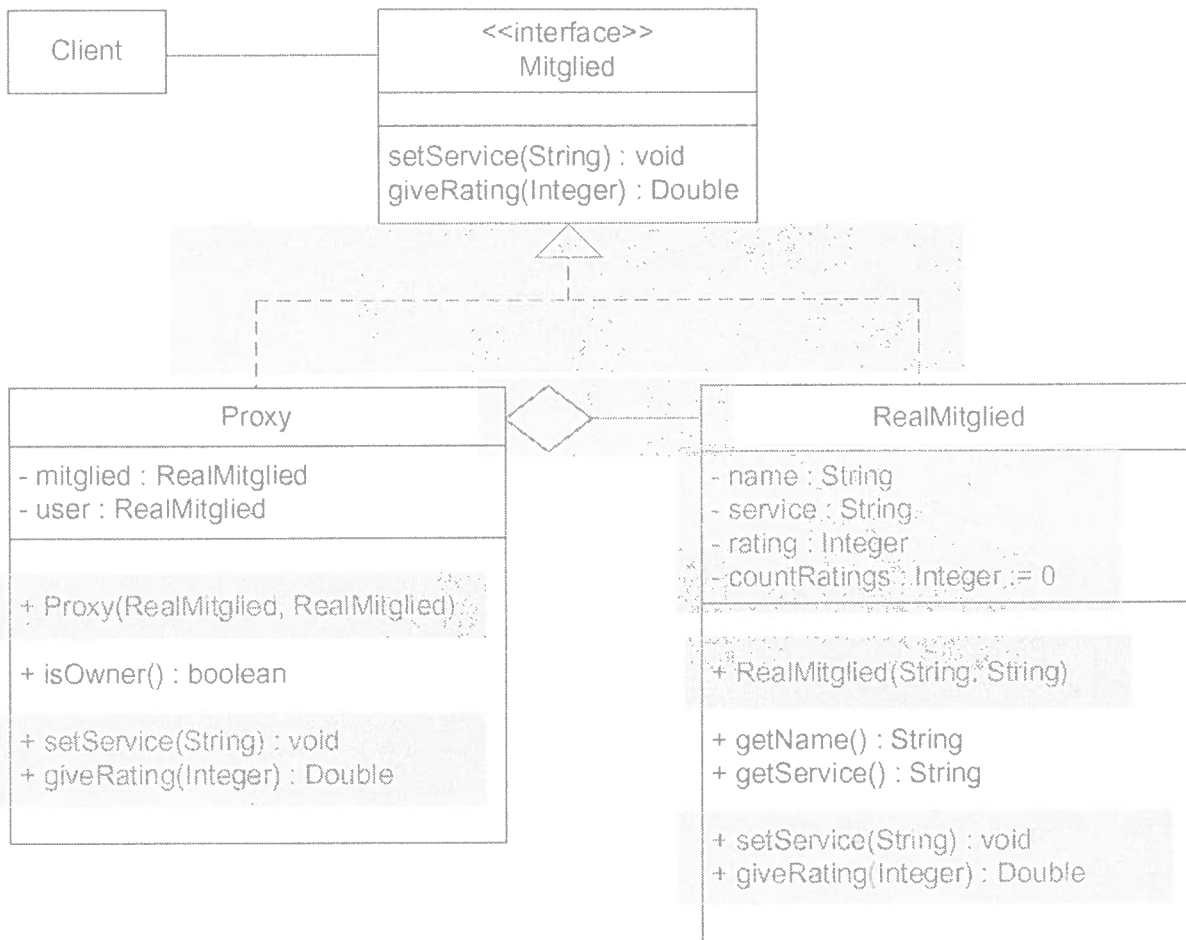 Client
<<interface>>
Mitglied
setService(String) : void
giveRating(Integer) : Double
Proxy
- mitglied : RealMitglied
- user : RealMitglied
+ Proxy(RealMitglied, RealMitglied)
+ isOwner() : boolean
+ setService(String) : void
+ giveRating(Integer) : Double
RealMitglied
- name : String
- service : String
- rating : Integer
- countRatings : Integer := 0
+ RealMitglied(String, String)
+ getName() : String
+ getService() : String
+ setService(String) : void
+ giveRating(Integer) : Double